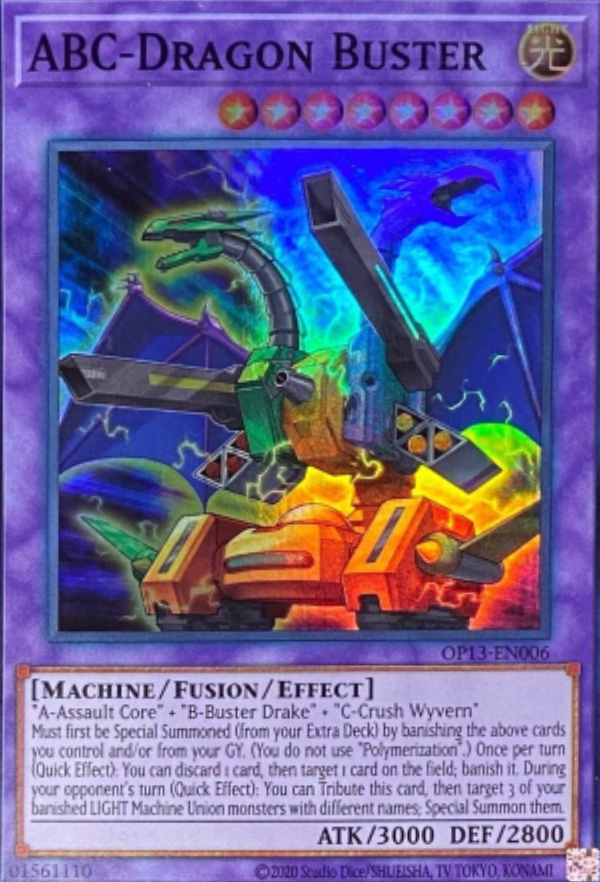 ABC-Dragon Buster
LIGHT
光
OP13-EN006
[Machine/Fusion/Effect]
"A-Assault Core" + "B-Buster Drake" + "C-Crush Wyvern"
Must first be Special Summoned (from your Extra Deck) by banishing the above cards
you control and/or from your GY. (You do not use "Polymerization".) Once per turn
(Quick Effect): You can discard 1 card, then target 1 card on the field; banish it. During
your opponent's turn (Quick Effect): You can Tribute this card, then target 3 of your
banished LIGHT Machine Union monsters with different names; Special Summon them.
ATK/3000 DEF/2800
01561110
©2020 Studio Dice/SHUEISHA, TV TOKYO, KONAMI